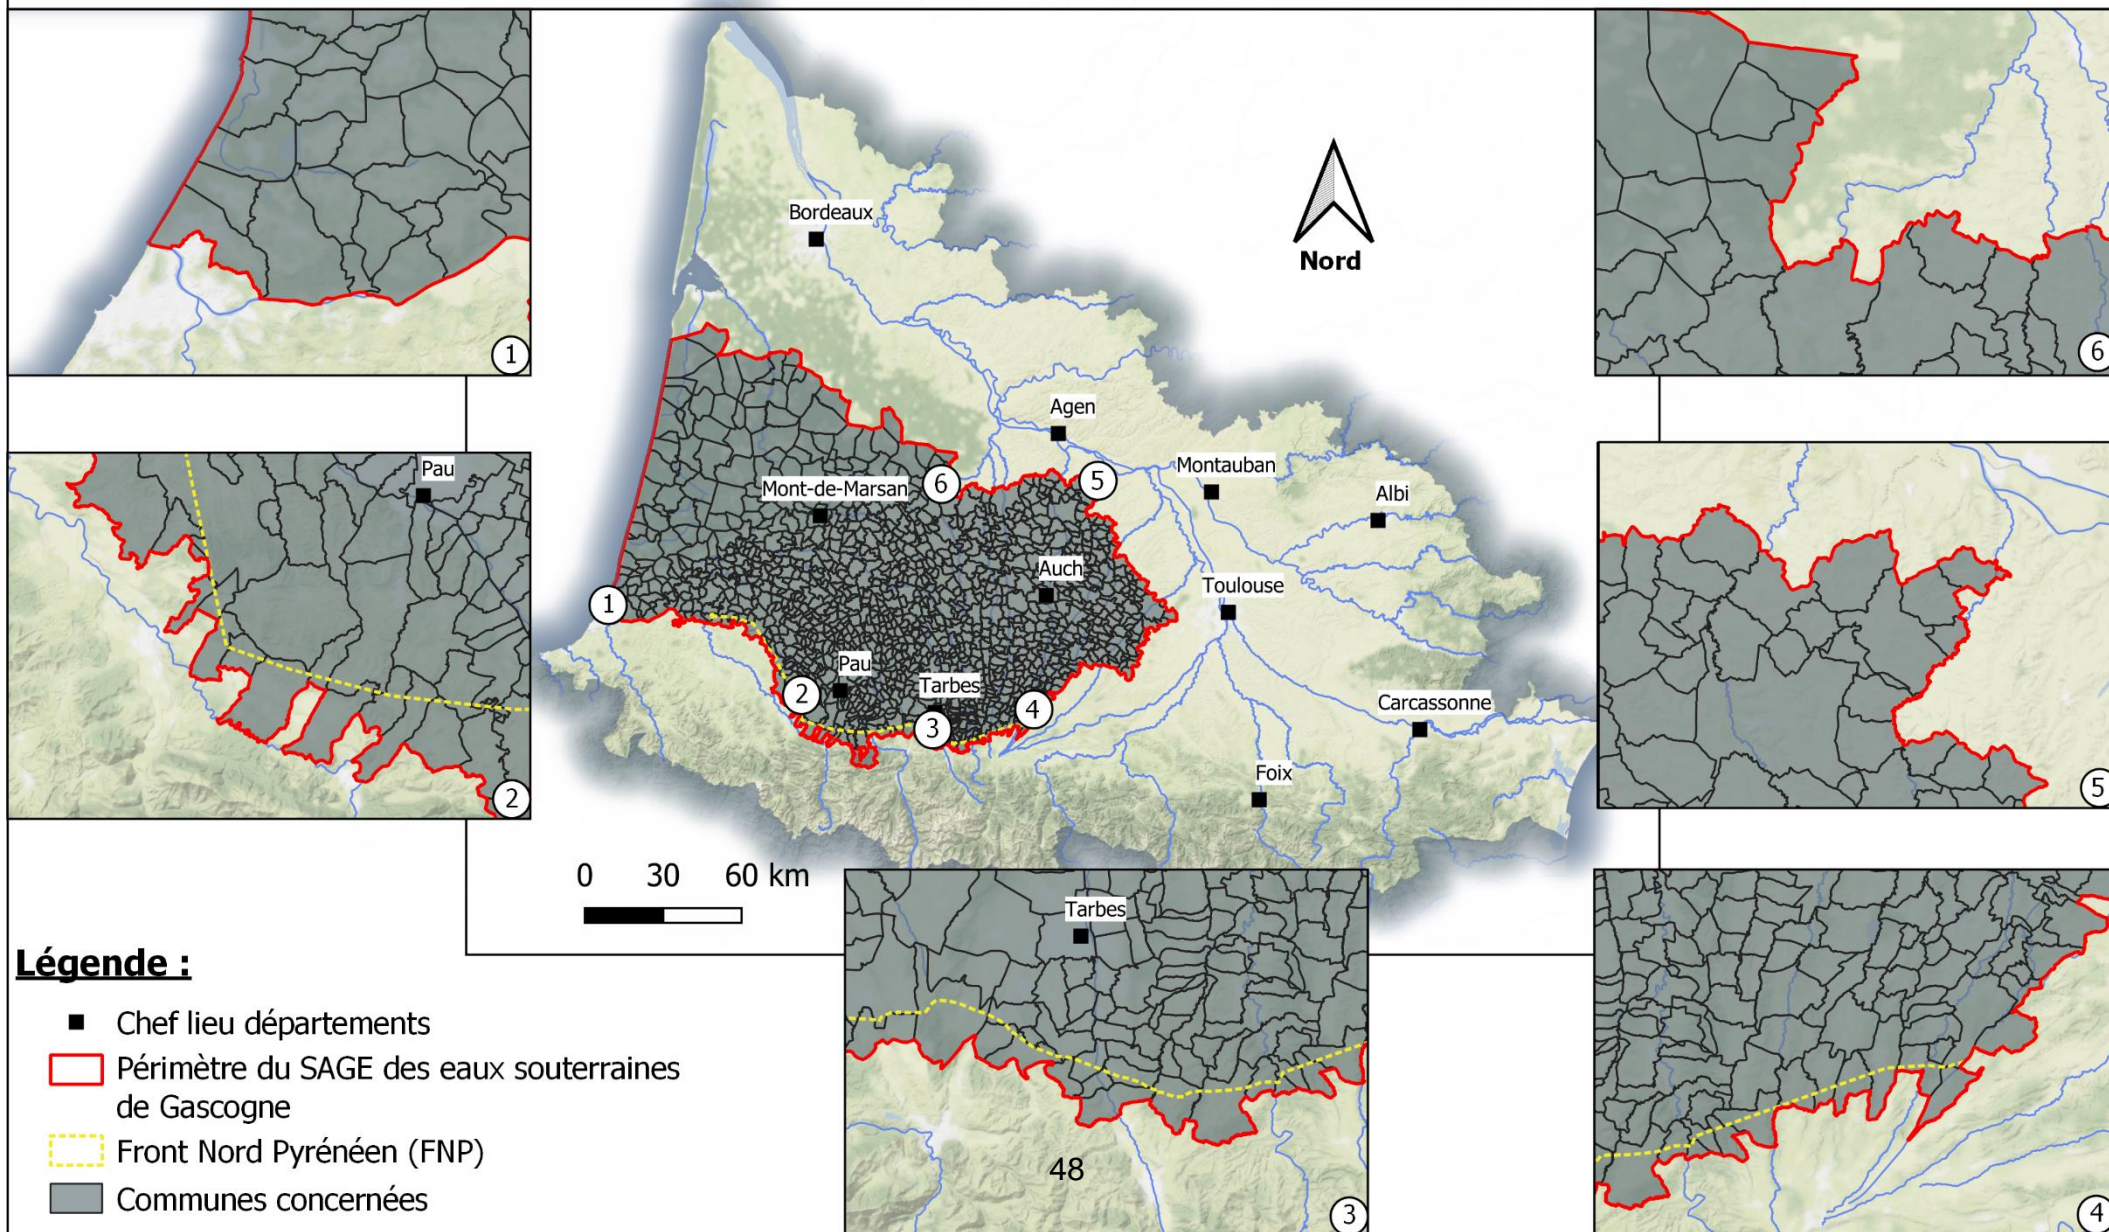 1
6
Bordeaux
Nord
Agen
Montauban
Albi
Mont-de-Marsan
6
5
Auch
Toulouse
1
Pau
Tarbes
2
3
4
Carcassonne
Foix
Pau
2
5
0 30 60 km
Tarbes
48
3
4
Légende :
Chef lieu départements
Périmètre du SAGE des eaux souterraines
de Gascogne
Front Nord Pyrénéen (FNP)
Communes concernées